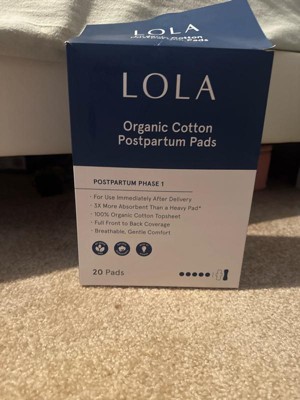 Organic Cotton
Postpartum Pads
LOLA
Organic Cotton
Postpartum Pads
POSTPARTUM PHASE 1
· For Use Immediately After Delivery
· 3X More Absorbent Than a Heavy Pad*
· 100% Organic Cotton Topsheet
· Full Front to Back Coverage
· Breathable, Gentle Comfort
20 Pads